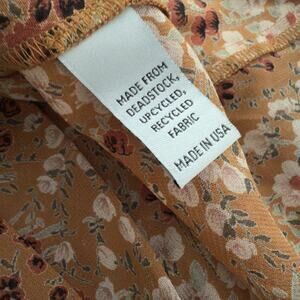 MADE FROM
DEADSTOCK,
UPCYCLED,
RECYCLED
FABRIC
MADE IN USA